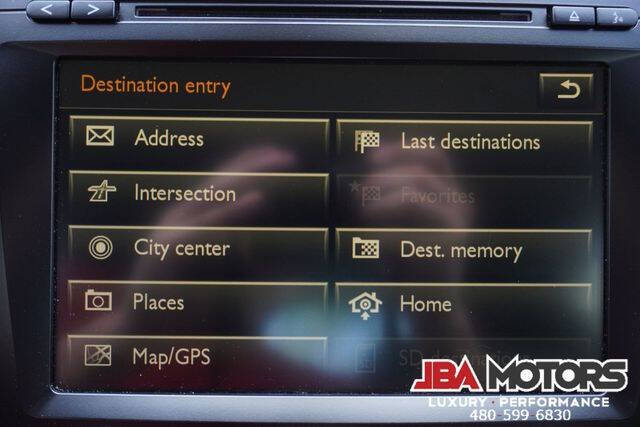 Destination entry
Address
Last destinations
Intersection
Favorites
City center
Dest. memory
Places
Home
Map/GPS
JBA MOTORS
LUXURY · PERFORMANCE
480-599-6830